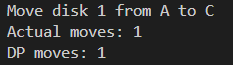 Move disk 1 from A to C
Actual moves: 1
DP moves: 1